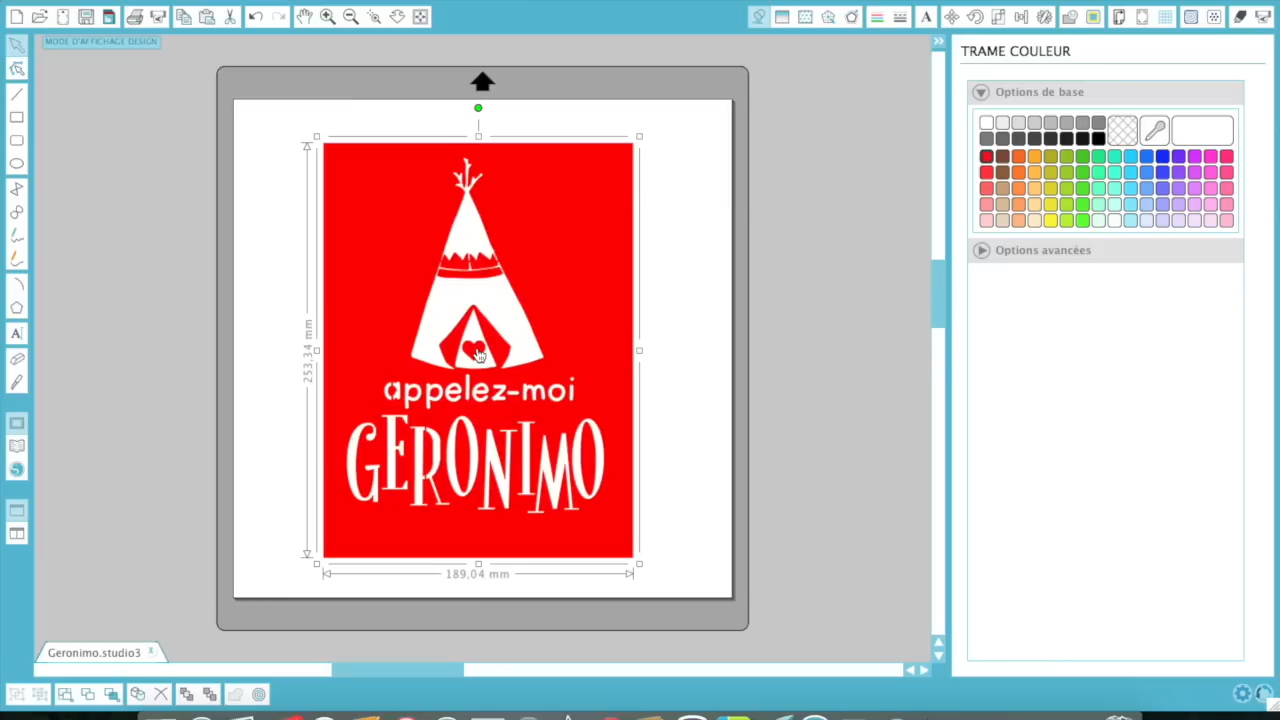 MODE D'AFFICHAGE DESIGN
TRAME COULEUR
Options de base
Options avancées
253,34 mm
appelez-moi
GERONIMO
189,04 mm
Geronimo.studio3